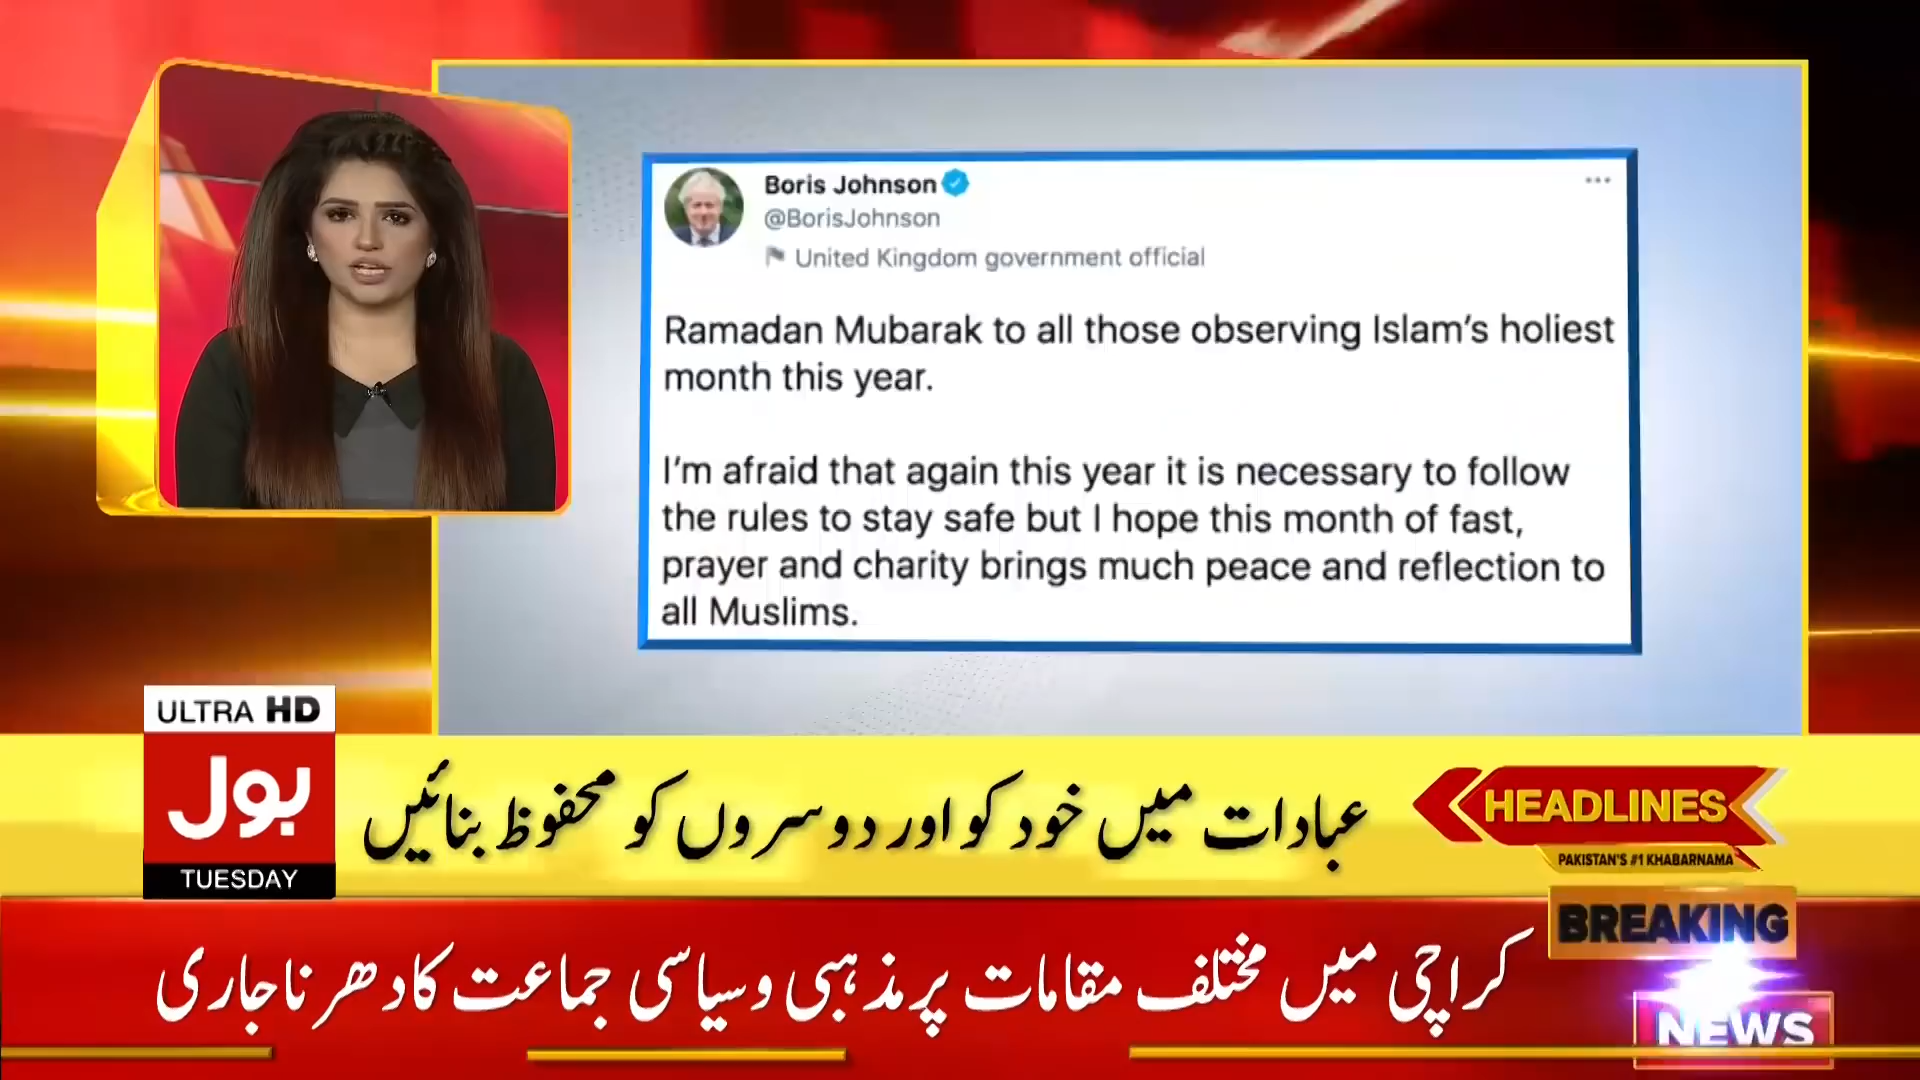 Boris Johnson
@BorisJohnson
United Kingdom government official
Ramadan Mubarak to all those observing Islam's holiest
month this year.
I'm afraid that again this year it is necessary to follow
the rules to stay safe but I hope this month of fast,
prayer and charity brings much peace and reflection to
all Muslims.
ULTRA HD
بول
TUESDAY
عبادات میں خود کو اور دوسروں کو محفوظ بنائیں
HEADLINES
PAKISTAN'S #1 KHABARNAMA
BREAKING
NEWS
کراچی میں مختلف مقامات پر مذہبی وسیاسی جماعت کا دھرنا جاری